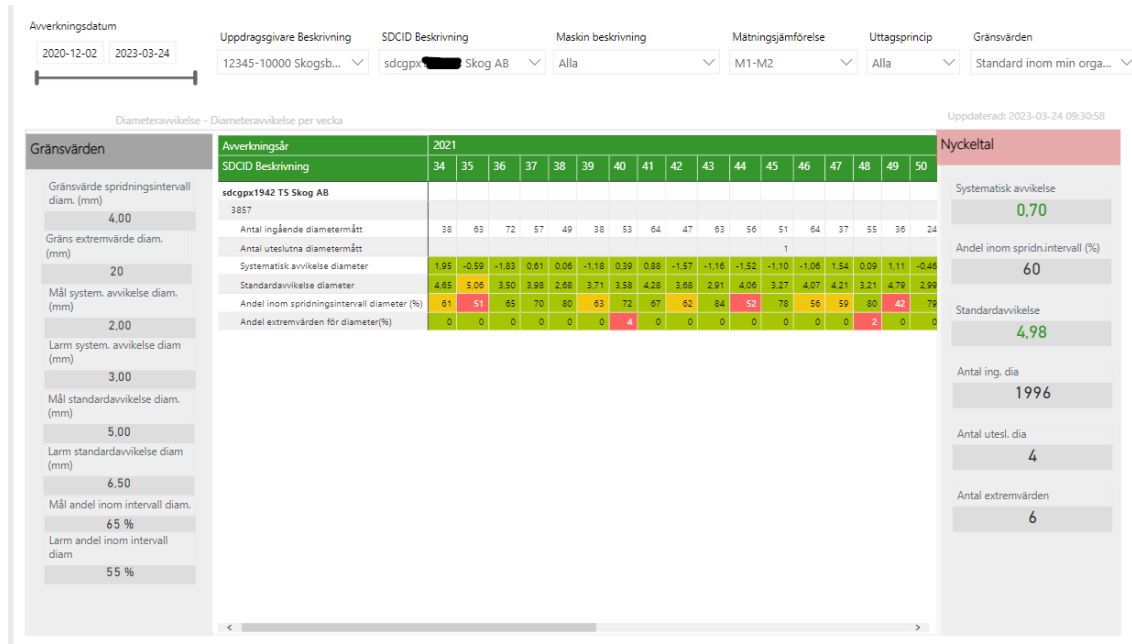 Avverkningsdatum
2020-12-02 2023-03-24
Uppdragsgivare Beskrivning SDCID Beskrivning Maskin beskrivning Mätningsjämförelse Uttagsprincip Gränsvärden
12345-10000 Skogsb... sdcgpx1 Skog AB Alla M1-M2 Alla Standard inom min orga...
Diameteravvikelse - Diameteravvikelse per vecka
Uppdaterad: 2023-03-24 09:30:58
Gränsvärden
Gränsvärde spridningsintervall
diam. (mm)
4,00
Gräns extremvärde diam.
(mm)
20
Mål system. avvikelse diam.
(mm)
2,00
Larm system. avvikelse diam
(mm)
3,00
Mål standardavvikelse diam.
(mm)
5,00
Larm standardavvikelse diam
(mm)
6,50
Mål andel inom intervall diam.
65 %
Larm andel inom intervall
diam
55 %
Avverkningsår 2021
SDCID Beskrivning 34 35 36 37 38 39 40 41 42 43 44 45 46 47 48 49 50
sdcgpx1942 TS Skog AB
3857
Antal ingående diametermått 38 63 72 57 49 38 53 64 47 63 56 51 64 37 55 36 24
Antal uteslutna diametermått 1
Systematisk avvikelse diameter 1,95 -0,59 -1,83 0,61 0,06 -1,18 0,39 0,88 -1,57 -1,16 -1,52 -1,10 -1,06 1,54 0,09 1,11 -0,46
Standardavvikelse diameter 4,65 5,06 3,50 3,98 2,68 3,71 3,58 4,28 3,68 2,91 4,06 3,27 4,07 4,21 3,21 4,79 2,99
Andel inom spridningsintervall diameter (%) 61 51 65 70 80 63 72 67 62 84 52 78 56 59 80 42 79
Andel extremvärden för diameter(%) 0 0 0 0 0 0 4 0 0 0 0 0 0 0 2 0 0
Nyckeltal
Systematisk avvikelse
0,70
Andel inom spridn.intervall (%)
60
Standardavvikelse
4,98
Antal ing. dia
1996
Antal utesl. dia
4
Antal extremvärden
6